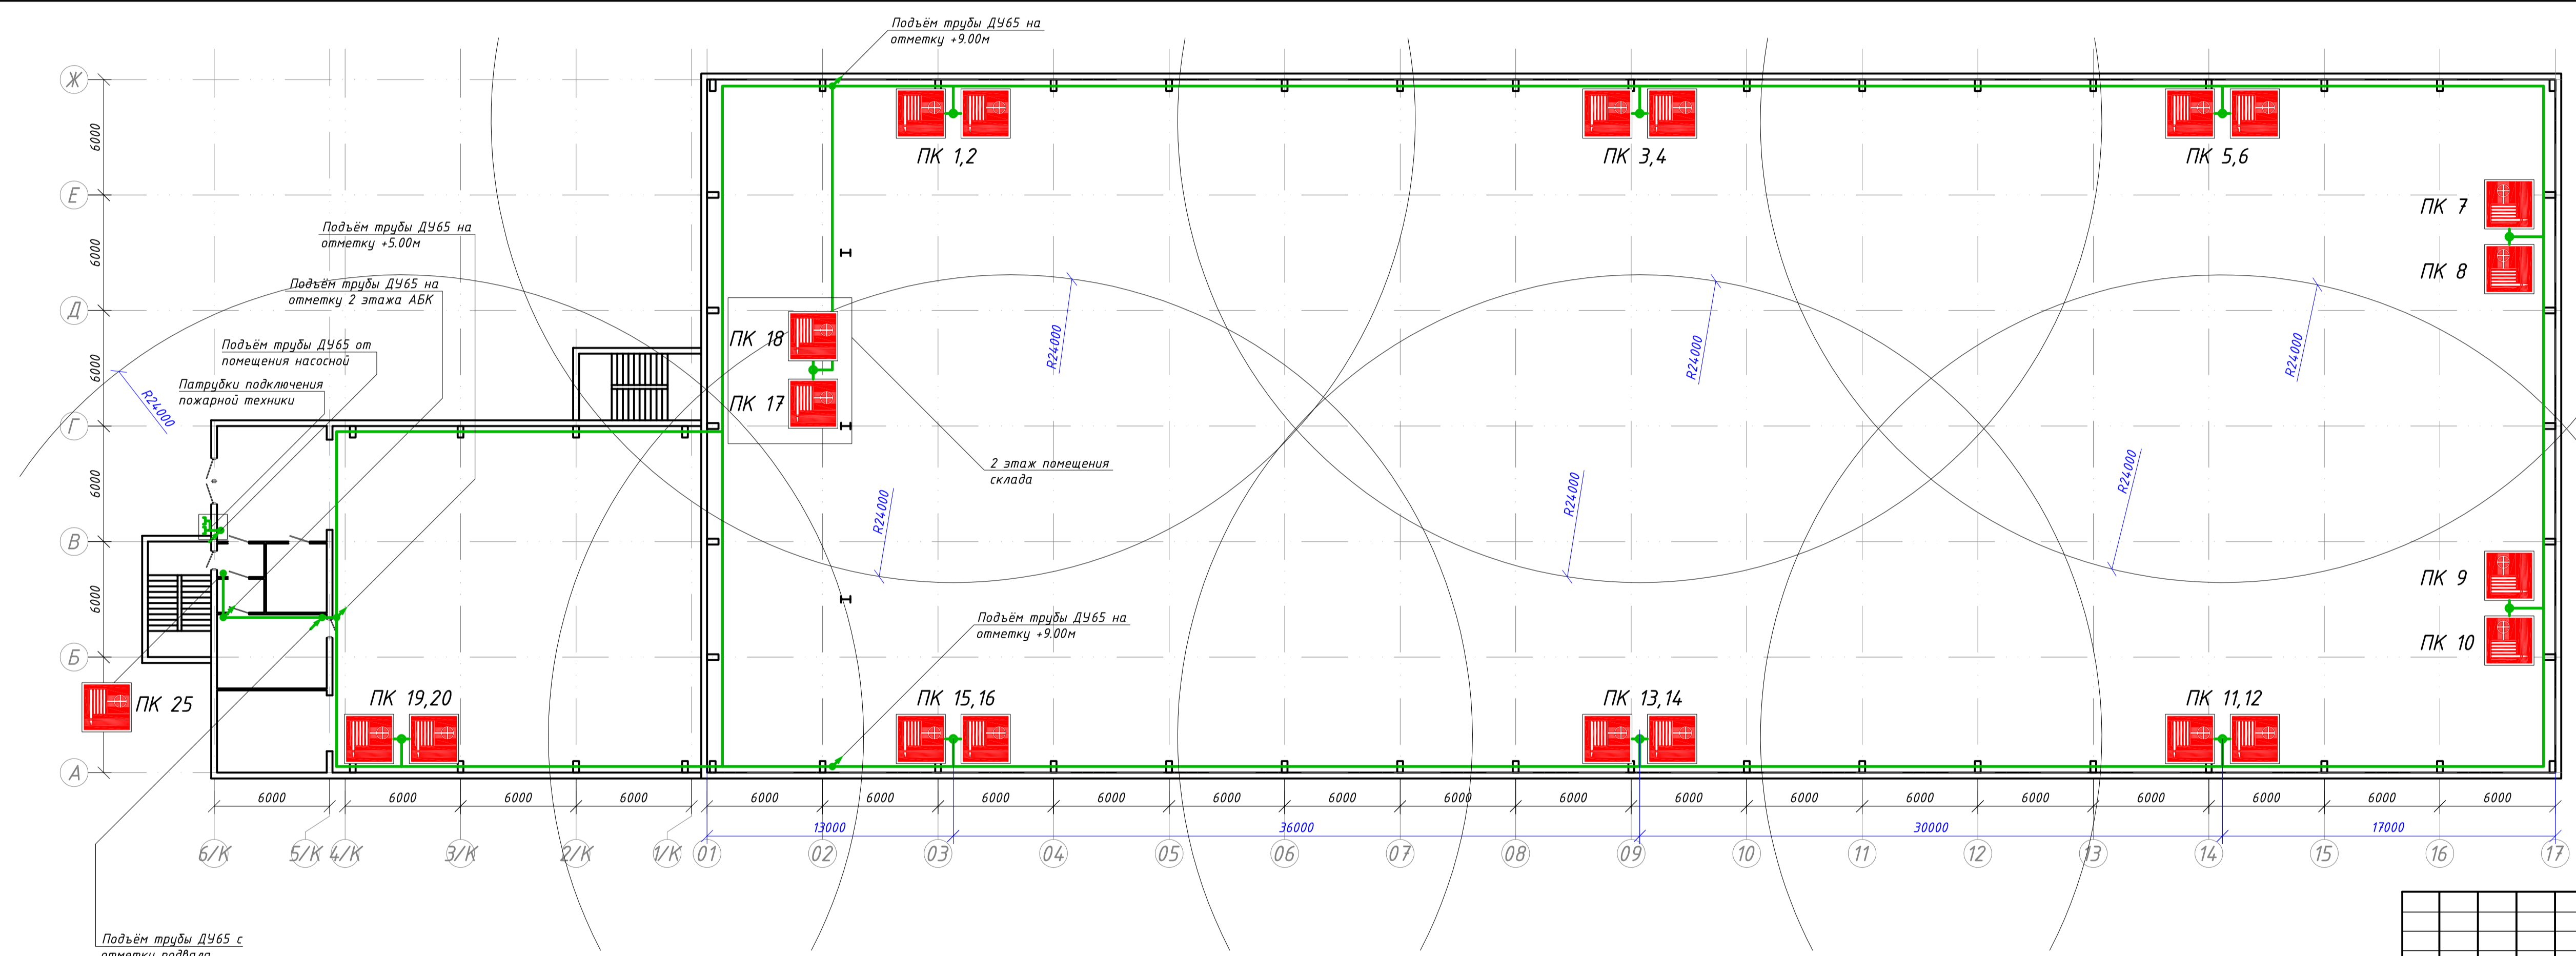 Подъём трубы ДУ65 на
отметку +9.00м
Ж
6000
Е
6000
Д
6000
Г
6000
В
6000
Б
6000
А
ПК 1,2
ПК 3,4
ПК 5,6
ПК 7
ПК 8
Подъём трубы ДУ65 на
отметку +5.00м
Подъём трубы ДУ65 на
отметку 2 этажа АБК
Подъём трубы ДУ65 от
помещения насосной
Патрубки подключения
пожарной техники
R24000
ПК 18
ПК 17
R24000
R24000
R24000
2 этаж помещения
склада
R24000
R24000
R24000
ПК 9
ПК 10
Подъём трубы ДУ65 на
отметку +9.00м
ПК 25
ПК 19,20
ПК 15,16
ПК 13,14
ПК 11,12
6000 6000 6000 6000 6000 6000 6000 6000 6000 6000 6000 6000 6000 6000 6000 6000 6000 6000 6000 6000
13000 36000 30000 17000
6/К 5/К 4/К 3/К 2/К 1/К 01 02 03 04 05 06 07 08 09 10 11 12 13 14 15 16 17
Подъём трубы ДУ65 с
отметки подвала